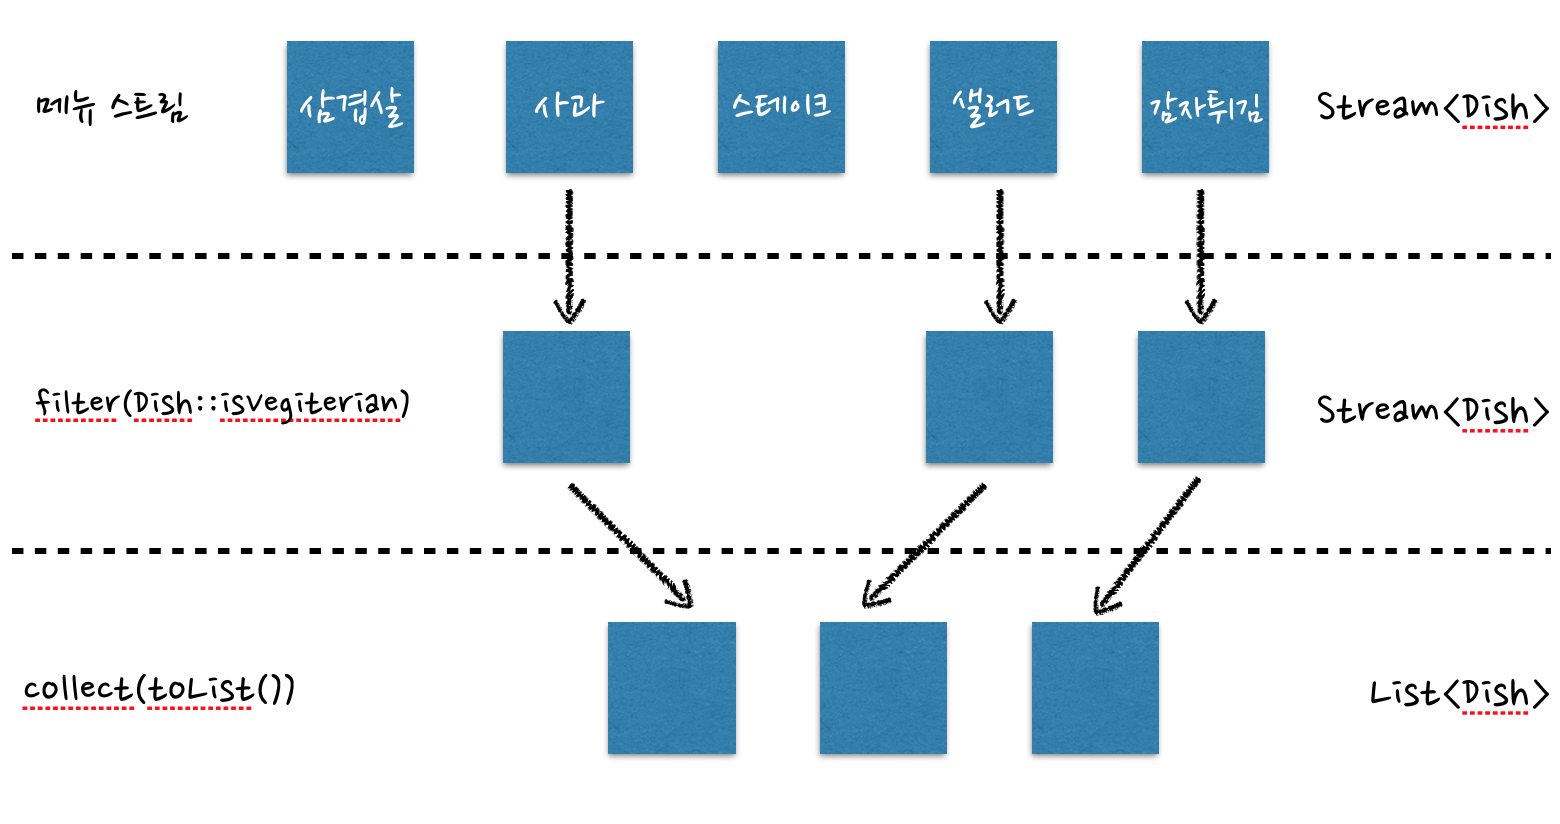 메뉴 스트림 삼겹살 사과 스테이크 샐러드 감자튀김 Stream<Dish>
filter(Dish::isvegiterian) Stream<Dish>
collect(toList()) List<Dish>